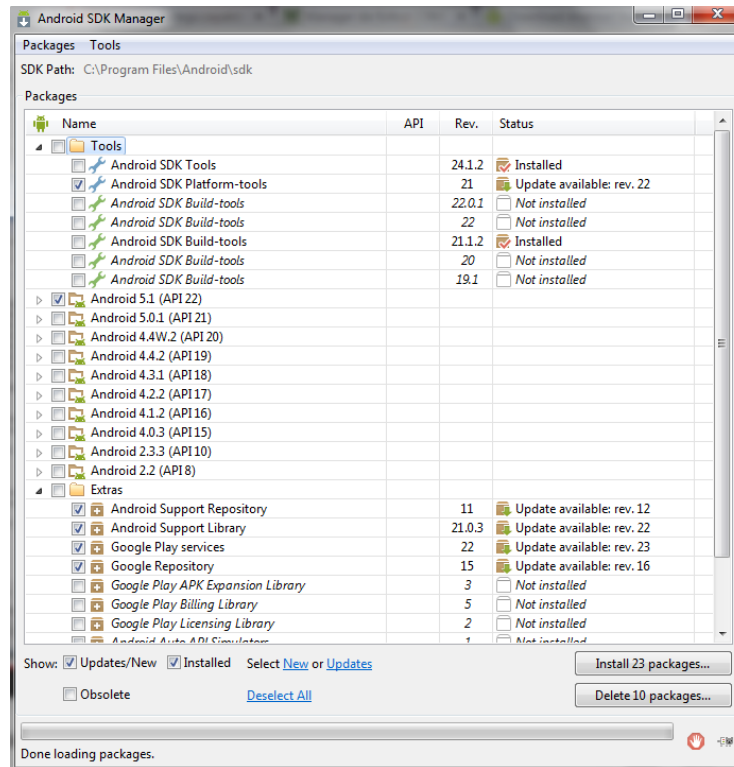 Android SDK Manager
Packages Tools
SDK Path: C:\Program Files\Android\sdk
Packages
Name API Rev. Status
Tools
Android SDK Tools 24.1.2 Installed
Android SDK Platform-tools 21 Update available: rev. 22
Android SDK Build-tools 22.0.1 Not installed
Android SDK Build-tools 22 Not installed
Android SDK Build-tools 21.1.2 Installed
Android SDK Build-tools 20 Not installed
Android SDK Build-tools 19.1 Not installed
Android 5.1 (API 22)
Android 5.0.1 (API 21)
Android 4.4W.2 (API 20)
Android 4.4.2 (API 19)
Android 4.3.1 (API 18)
Android 4.2.2 (API 17)
Android 4.1.2 (API 16)
Android 4.0.3 (API 15)
Android 2.3.3 (API 10)
Android 2.2 (API 8)
Extras
Android Support Repository 11 Update available: rev. 12
Android Support Library 21.0.3 Update available: rev. 22
Google Play services 22 Update available: rev. 23
Google Repository 15 Update available: rev. 16
Google Play APK Expansion Library 3 Not installed
Google Play Billing Library 5 Not installed
Google Play Licensing Library 2 Not installed
Android Auto API Simulators 1 Not installed
Show: Updates/New Installed Select New or Updates Install 23 packages...
Obsolete Deselect All Delete 10 packages...
Done loading packages.